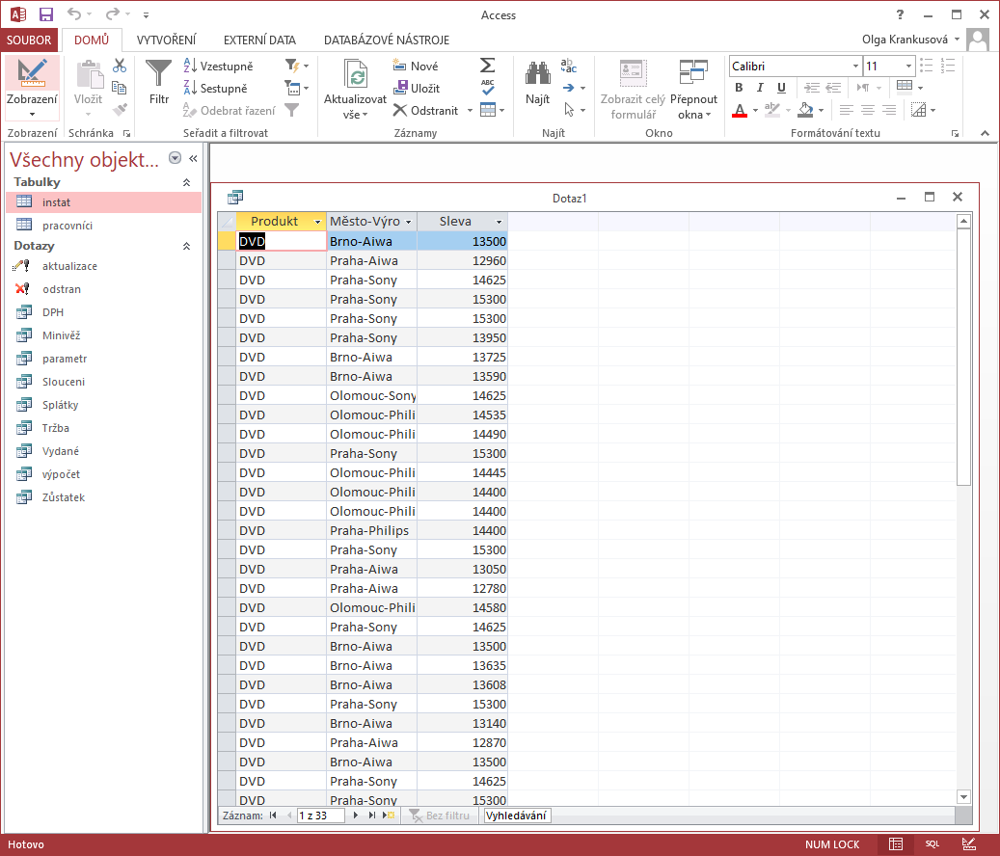 Access
?
SOUBOR DOMŮ VYTVOŘENÍ EXTERNÍ DATA DATABÁZOVÉ NÁSTROJE Olga Krankusová
Zobrazení
Zobrazení
Vložit
Schránka
Filtr
Vzestupně
Sestupně
Odebrat řazení
Seřadit a filtrovat
Aktualizovat
vše
Nové
Uložit
Odstranit
Záznamy
Najít
Najít
Zobrazit celý
formulář
Přepnout
okna
Okno
Calibri 11
B I U
Formátování textu
Všechny objekt...
Tabulky
instat
pracovníci
Dotazy
aktualizace
odstran
DPH
Minivěž
parametr
Slouceni
Splátky
Tržba
Vydané
výpočet
Zůstatek
Dotaz1
Produkt Město-Výro Sleva
DVD Brno-Aiwa 13500
DVD Praha-Aiwa 12960
DVD Praha-Sony 14625
DVD Praha-Sony 15300
DVD Praha-Sony 15300
DVD Praha-Sony 13950
DVD Brno-Aiwa 13725
DVD Brno-Aiwa 13590
DVD Olomouc-Sony 14625
DVD Olomouc-Phili 14535
DVD Olomouc-Phili 14490
DVD Praha-Sony 15300
DVD Olomouc-Phili 14445
DVD Olomouc-Phili 14400
DVD Olomouc-Phili 14400
DVD Praha-Philips 14400
DVD Praha-Sony 15300
DVD Praha-Aiwa 13050
DVD Praha-Aiwa 12780
DVD Olomouc-Phili 14580
DVD Praha-Sony 14625
DVD Brno-Aiwa 13500
DVD Brno-Aiwa 13635
DVD Brno-Aiwa 13608
DVD Praha-Sony 15300
DVD Brno-Aiwa 13140
DVD Praha-Aiwa 12870
DVD Brno-Aiwa 13500
DVD Praha-Sony 14625
DVD Praha-Sony 15300
Záznam: 1 z 33 Bez filtru Vyhledávání
Hotovo NUM LOCK SQL